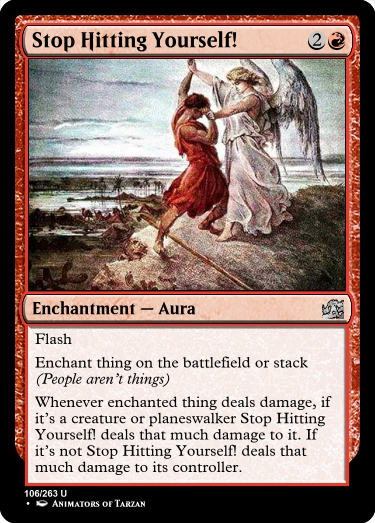 Stop Hitting Yourself! 2
Enchantment — Aura
Flash
Enchant thing on the battlefield or stack
(People aren't things)
Whenever enchanted thing deals damage, if
it's a creature or planeswalker Stop Hitting
Yourself! deals that much damage to it. If
it's not Stop Hitting Yourself! deals that
much damage to its controller.
106/263 U
• Animators of Tarzan